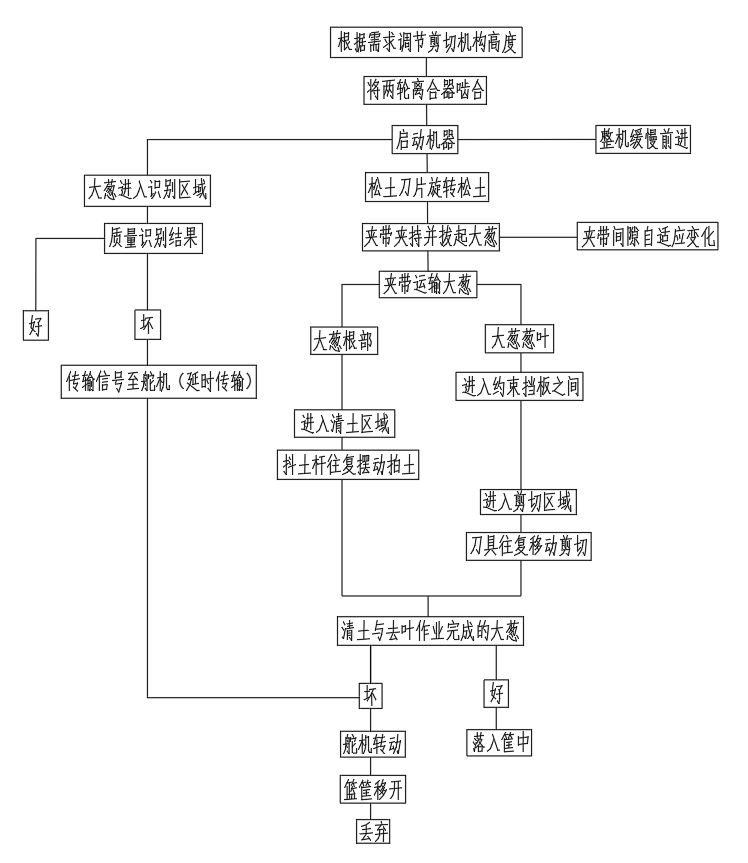 根据需求调节剪切机构高度
将两轮离合器啮合
启动机器
整机缓慢前进
大葱进入识别区域
松土刀片旋转松土
质量识别结果
夹带夹持并拔起大葱
夹带间隙自适应变化
夹带运输大葱
好
坏
大葱根部
大葱葱叶
传输信号至舵机（延时传输）
进入约束挡板之间
进入清土区域
抖土杆往复摆动拍土
进入剪切区域
刀具往复移动剪切
清土与去叶作业完成的大葱
坏
好
舵机转动
落入筐中
篮筐移开
丢弃